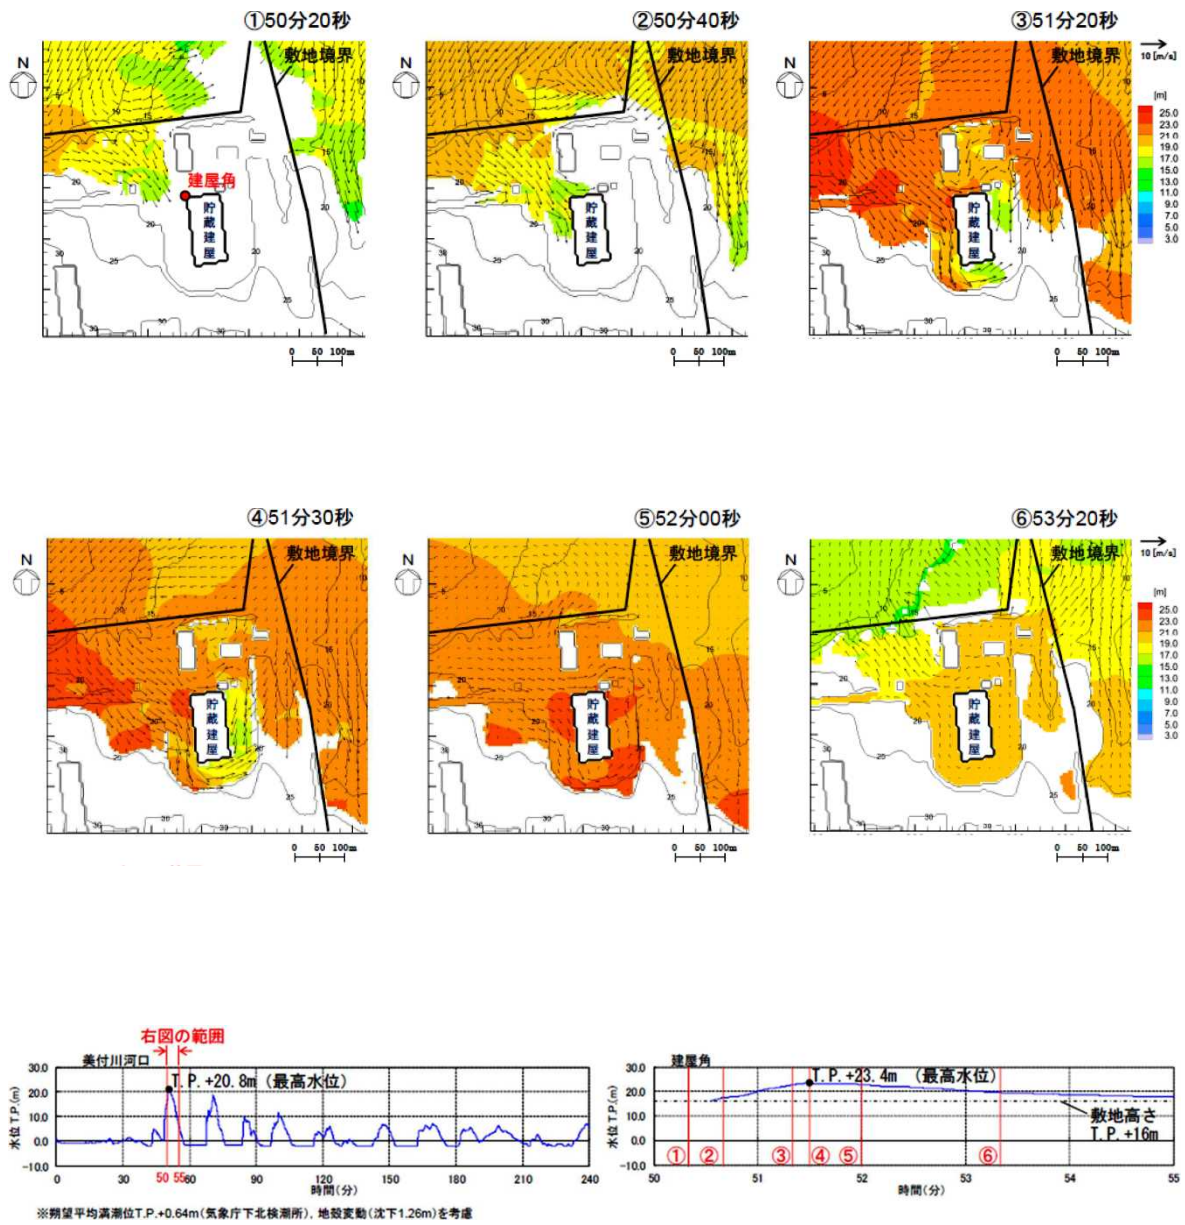 ①50分20秒
②50分40秒
③51分20秒
N
敷地境界
建屋角
貯蔵建屋
0 50 100m
N
敷地境界
貯蔵建屋
0 50 100m
N
敷地境界
貯蔵建屋
0 50 100m
10 [m/s]
[m]
25.0
23.0
21.0
19.0
17.0
15.0
13.0
11.0
9.0
7.0
5.0
3.0
④51分30秒
⑤52分00秒
⑥53分20秒
N
敷地境界
貯蔵建屋
0 50 100m
N
敷地境界
貯蔵建屋
0 50 100m
N
敷地境界
貯蔵建屋
0 50 100m
10 [m/s]
[m]
25.0
23.0
21.0
19.0
17.0
15.0
13.0
11.0
9.0
7.0
5.0
3.0
右図の範囲
美付川河口
T.P.+20.8m (最高水位)
水位 T.P.(m)
30.0
20.0
10.0
0.0
-10.0
0 30 50 55 60 90 120 150 180 210 240
時間(分)
建屋角
T.P.+23.4m (最高水位)
敷地高さ
T.P.+16m
水位 T.P.(m)
30.0
20.0
10.0
0.0
-10.0
① ② ③ ④ ⑤ ⑥
50 51 52 53 54 55
時間(分)
※朔望平均満潮位T.P.+0.64m(気象庁下北検潮所), 地殻変動(沈下1.26m)を考慮